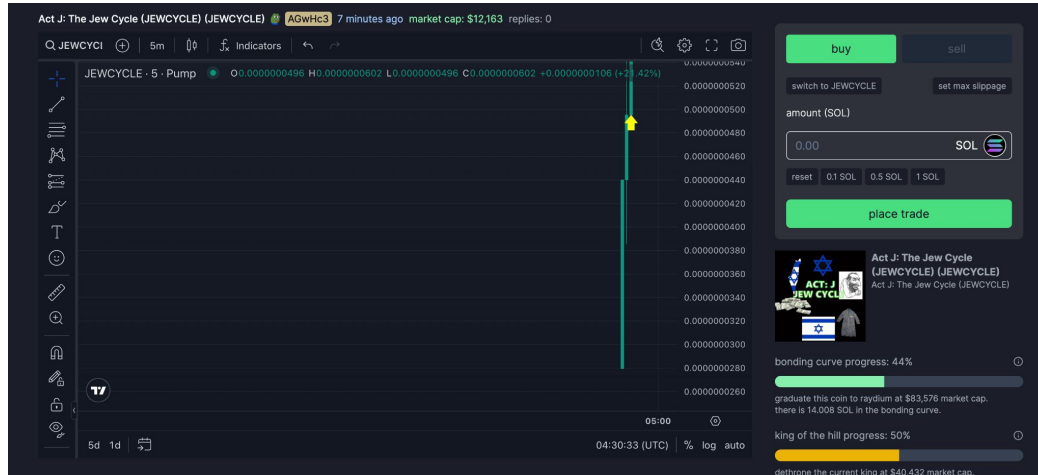 Act J: The Jew Cycle (JEWCYCLE) (JEWCYCLE) AGwHc3 7 minutes ago market cap: $12,163 replies: 0
JEWCYCI 5m Indicators
JEWCYCLE · 5 · Pump O0.0000000496 H0.0000000602 L0.0000000496 C0.0000000602 +0.0000000106 (+21.42%)
0.0000000540
0.0000000520
0.0000000500
0.0000000480
0.0000000460
0.0000000440
0.0000000420
0.0000000400
0.0000000380
0.0000000360
0.0000000340
0.0000000320
0.0000000300
0.0000000280
0.0000000260
05:00
5d 1d 04:30:33 (UTC) % log auto
buy sell
switch to JEWCYCLE set max slippage
amount (SOL)
0.00 SOL
reset 0.1 SOL 0.5 SOL 1 SOL
place trade
ACT: J
JEW CYCL
Act J: The Jew Cycle
(JEWCYCLE) (JEWCYCLE)
Act J: The Jew Cycle (JEWCYCLE)
bonding curve progress: 44%
graduate this coin to raydium at $83,576 market cap.
there is 14.008 SOL in the bonding curve.
king of the hill progress: 50%
dethrone the current king at $40,432 market cap.